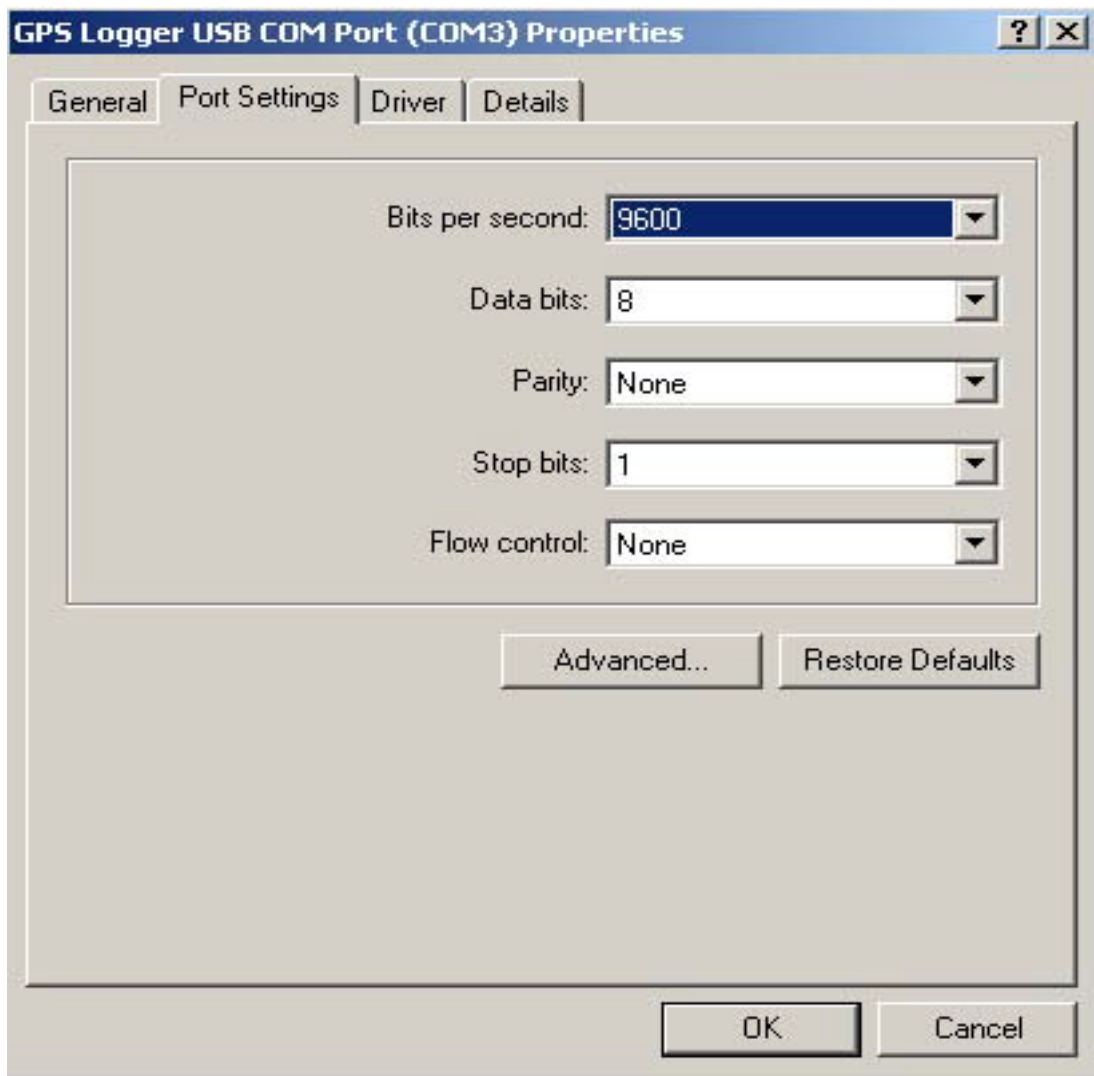 GPS Logger USB COM Port (COM3) Properties ? X
General Port Settings Driver Details
Bits per second: 9600
Data bits: 8
Parity: None
Stop bits: 1
Flow control: None
Advanced... Restore Defaults
OK Cancel